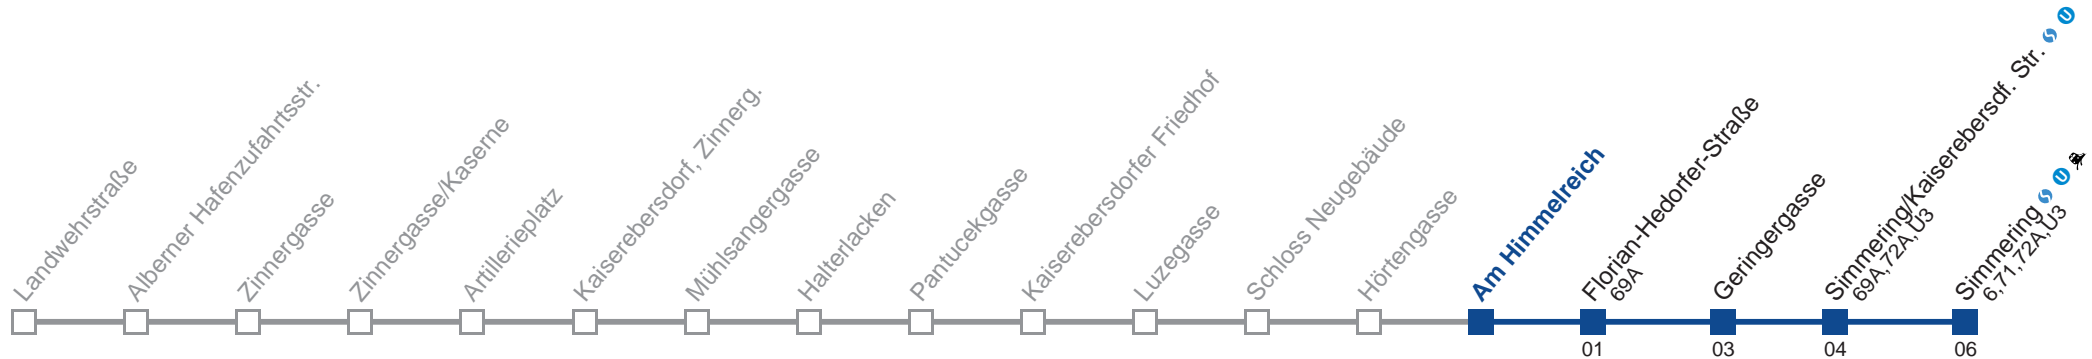 Landwehrstraße
Alberner Hafenzufahrtsstr.
Zinnergasse
Zinnergasse/Kaserne
Artillerieplatz
Kaiserebersdorf, Zinnerg.
Mühlsangergasse
Halterlacken
Pantucekgasse
Kaiserebersdorfer Friedhof
Luzegasse
Schloss Neugebäude
Hörtengasse
Am Himmelreich
Florian-Hedorfer-Straße
69A
01
Geringergasse
03
Simmering/Kaiserebersdf. Str. S U
69A,72A,U3
04
Simmering S U
6,71,72A,U3
06